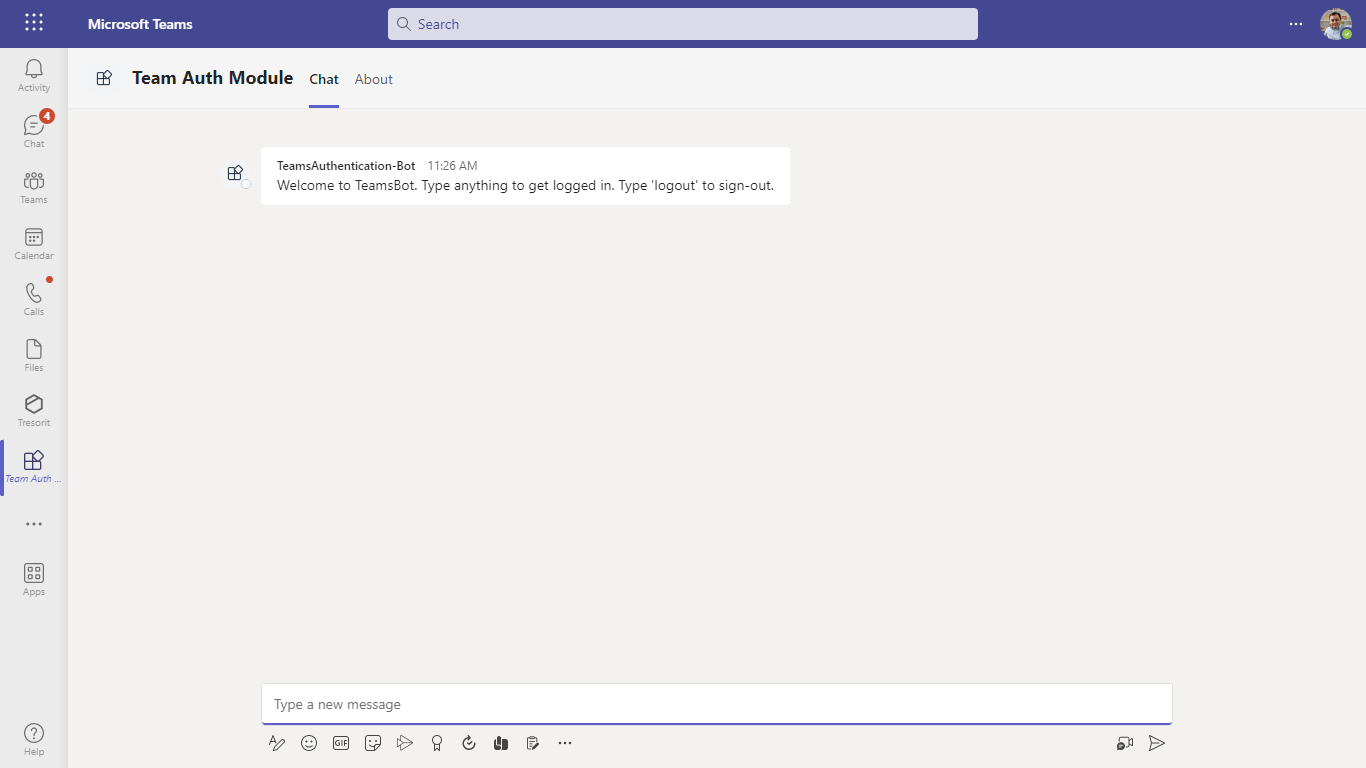 Microsoft Teams
Search
Activity
4
Chat
Teams
Calendar
Calls
Files
Tresorit
Team Auth ...
Apps
Help
Team Auth Module Chat About
TeamsAuthentication-Bot 11:26 AM
Welcome to TeamsBot. Type anything to get logged in. Type 'logout' to sign-out.
Type a new message
GIF